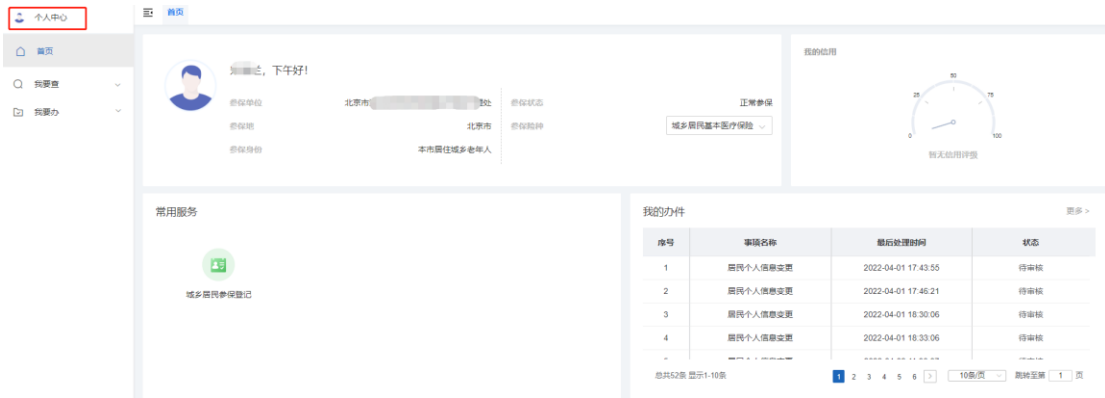 个人中心
首页
首页
我要查
我要办
下午好！
参保单位 北京市 处
参保状态 正常参保
参保地 北京市
参保险种 城乡居民基本医疗保险
参保身份 本市居住城乡老年人
我的信用
0 25 50 75 100
暂无信用评级
常用服务
城乡居民参保登记
我的办件 更多 >
序号 事项名称 最后处理时间 状态
1 居民个人信息变更 2022-04-01 17:43:55 待审核
2 居民个人信息变更 2022-04-01 17:46:21 待审核
3 居民个人信息变更 2022-04-01 18:30:06 待审核
4 居民个人信息变更 2022-04-01 18:33:06 待审核
总共52条 显示1-10条 1 2 3 4 5 6 > 10条/页 跳转至第 1 页